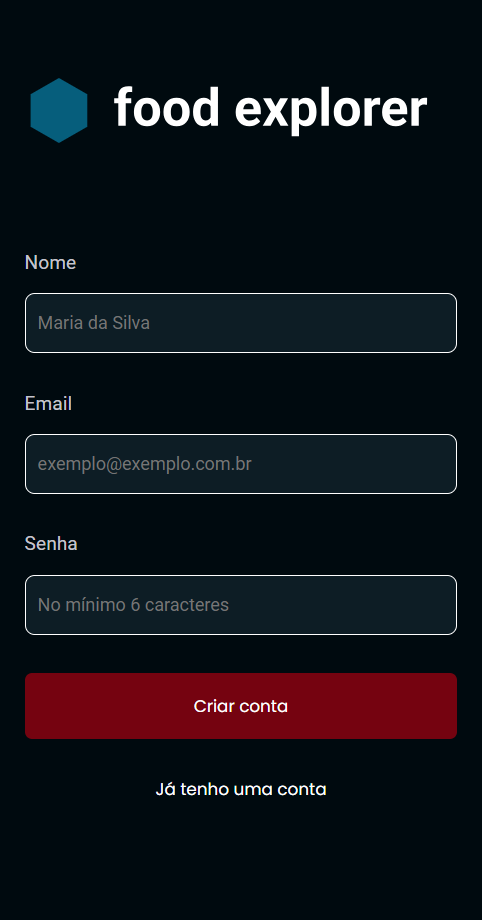 food explorer
Nome
Maria da Silva
Email
exemplo@exemplo.com.br
Senha
No mínimo 6 caracteres
Criar conta
Já tenho uma conta